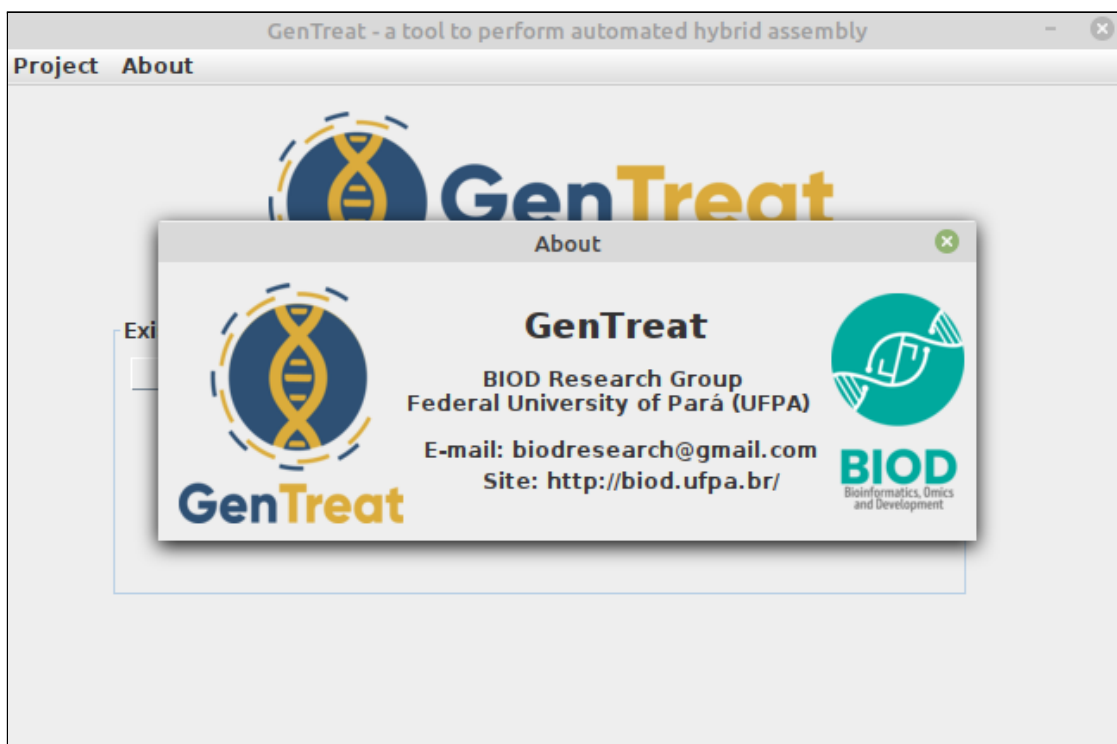 GenTreat - a tool to perform automated hybrid assembly
Project About
GenTreat
About
Exi
GenTreat
BIOD Research Group
Federal University of Pará (UFPA)
E-mail: biodresearch@gmail.com
Site: http://biod.ufpa.br/
GenTreat
BIOD
Bioinformatics, Omics
and Development